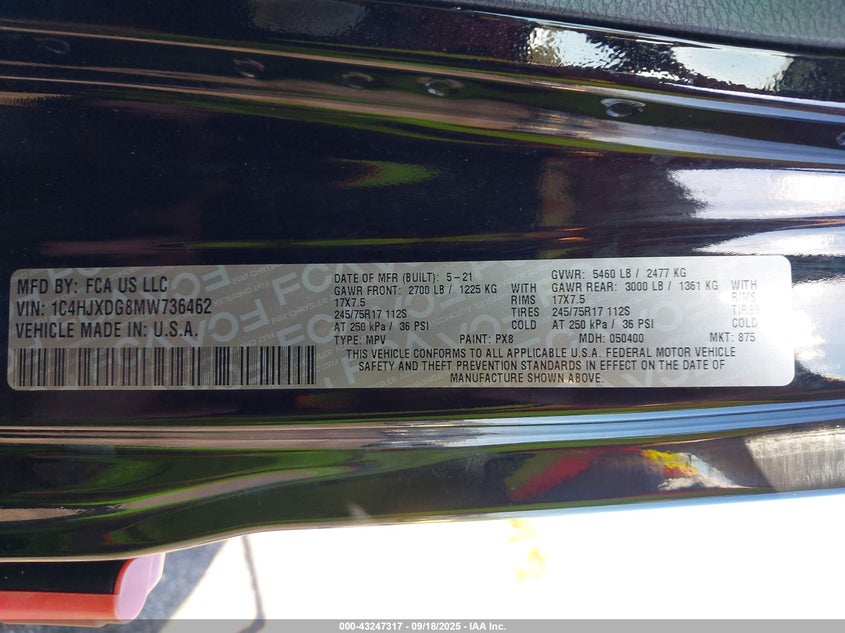 MFD BY: FCA US LLC
VIN: 1C4HJXDG8MW736462
VEHICLE MADE IN: U.S.A.
DATE OF MFR (BUILT): 5-21
GVWR: 5460 LB / 2477 KG
GAWR FRONT: 2700 LB / 1225 KG WITH
GAWR REAR: 3000 LB / 1361 KG WITH
17X7.5 RIMS
17X7.5 RIMS
245/75R17 112S TIRES
245/75R17 112S TIRES
AT 250 kPa / 36 PSI COLD
AT 250 kPa / 36 PSI COLD
TYPE: MPV PAINT: PX8 MDH: 050400 MKT: 875
THIS VEHICLE CONFORMS TO ALL APPLICABLE U.S.A. FEDERAL MOTOR VEHICLE
SAFETY AND THEFT PREVENTION STANDARDS IN EFFECT ON THE DATE OF
MANUFACTURE SHOWN ABOVE.
000-43247317 - 09/18/2025 - IAA Inc.